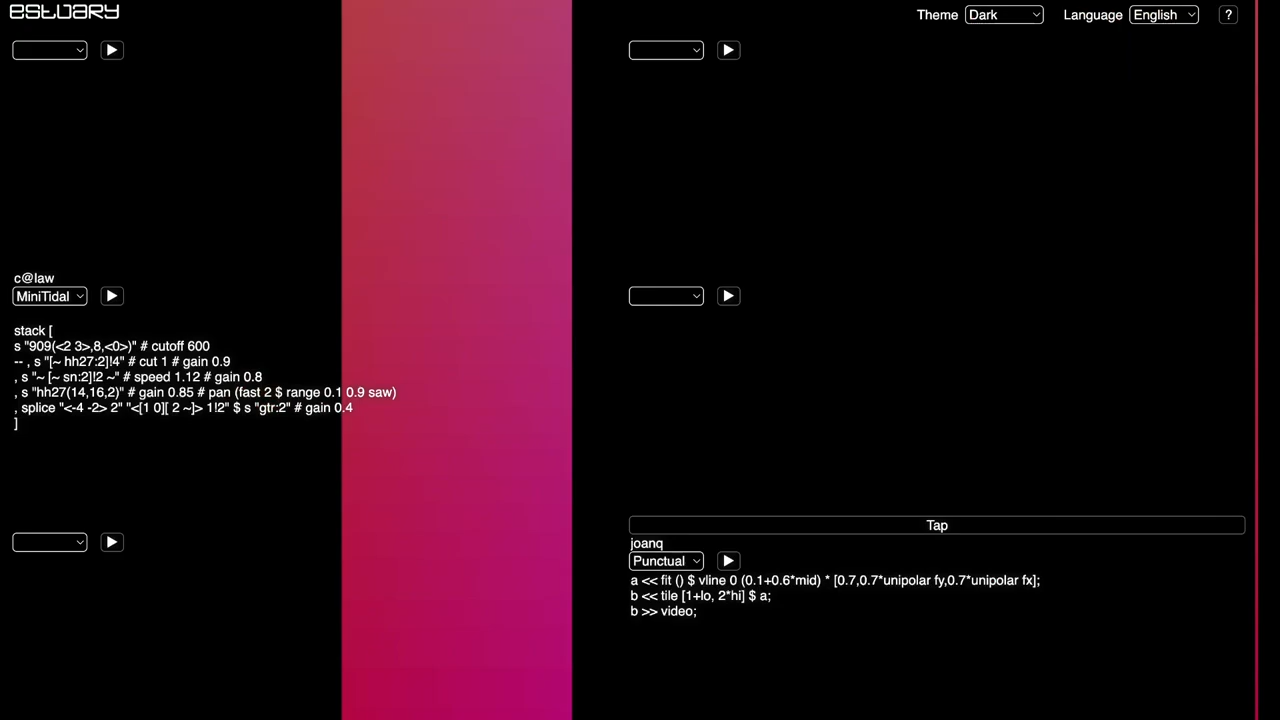 estuary
Theme Dark Language English ?
c@law
MiniTidal
stack [
s "909(<2 3>,8,<0>)" # cutoff 600
-- , s "[~ hh27:2]!4" # cut 1 # gain 0.9
, s "~ [~ sn:2]!2 ~" # speed 1.12 # gain 0.8
, s "hh27(14,16,2)" # gain 0.85 # pan (fast 2 $ range 0.1 0.9 saw)
, splice "<-4 -2> 2" "<[1 0][ 2 ~]> 1!2" $ s "gtr:2" # gain 0.4
]
Tap
joanq
Punctual
a << fit () $ vline 0 (0.1+0.6*mid) * [0.7,0.7*unipolar fy,0.7*unipolar fx];
b << tile [1+lo, 2*hi] $ a;
b >> video;